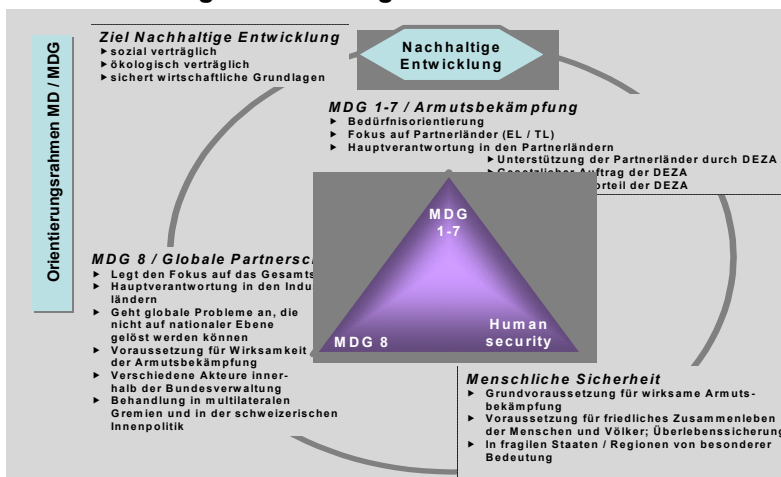 Orientierungsrahmen MD / MDG
Ziel Nachhaltige Entwicklung
▶ sozial verträglich
▶ ökologisch verträglich
▶ sichert wirtschaftliche Grundlagen
Nachhaltige
Entwicklung
MDG 1-7 / Armutsbekämpfung
▶ Bedürfnisorientierung
▶ Fokus auf Partnerländer (EL / TL)
▶ Hauptverantwortung in den Partnerländern
▶ Unterstützung der Partnerländer durch DEZA
der DEZA
der DEZA
MDG
1-7
MDG 8
Human
security
MDG 8 / Globale
▶ Legt den Fokus auf das
▶ Hauptverantwortung in den
ländern
▶ Geht globale Probleme an, die
nicht auf nationaler Ebene
gelöst werden können
▶ Voraussetzung für Wirksamkeit
der Armutsbekämpfung
▶ Verschiedene Akteure inner-
halb der Bundesverwaltung
▶ Behandlung in multilateralen
Gremien und in der schweizerischen
Innenpolitik
Menschliche Sicherheit
▶ Grundvoraussetzung für wirksame Armuts-
bekämpfung
▶ Voraussetzung für friedliches Zusammenleben
der Menschen und Völker; Überlebenssicherung
▶ In fragilen Staaten / Regionen von besonderer
Bedeutung